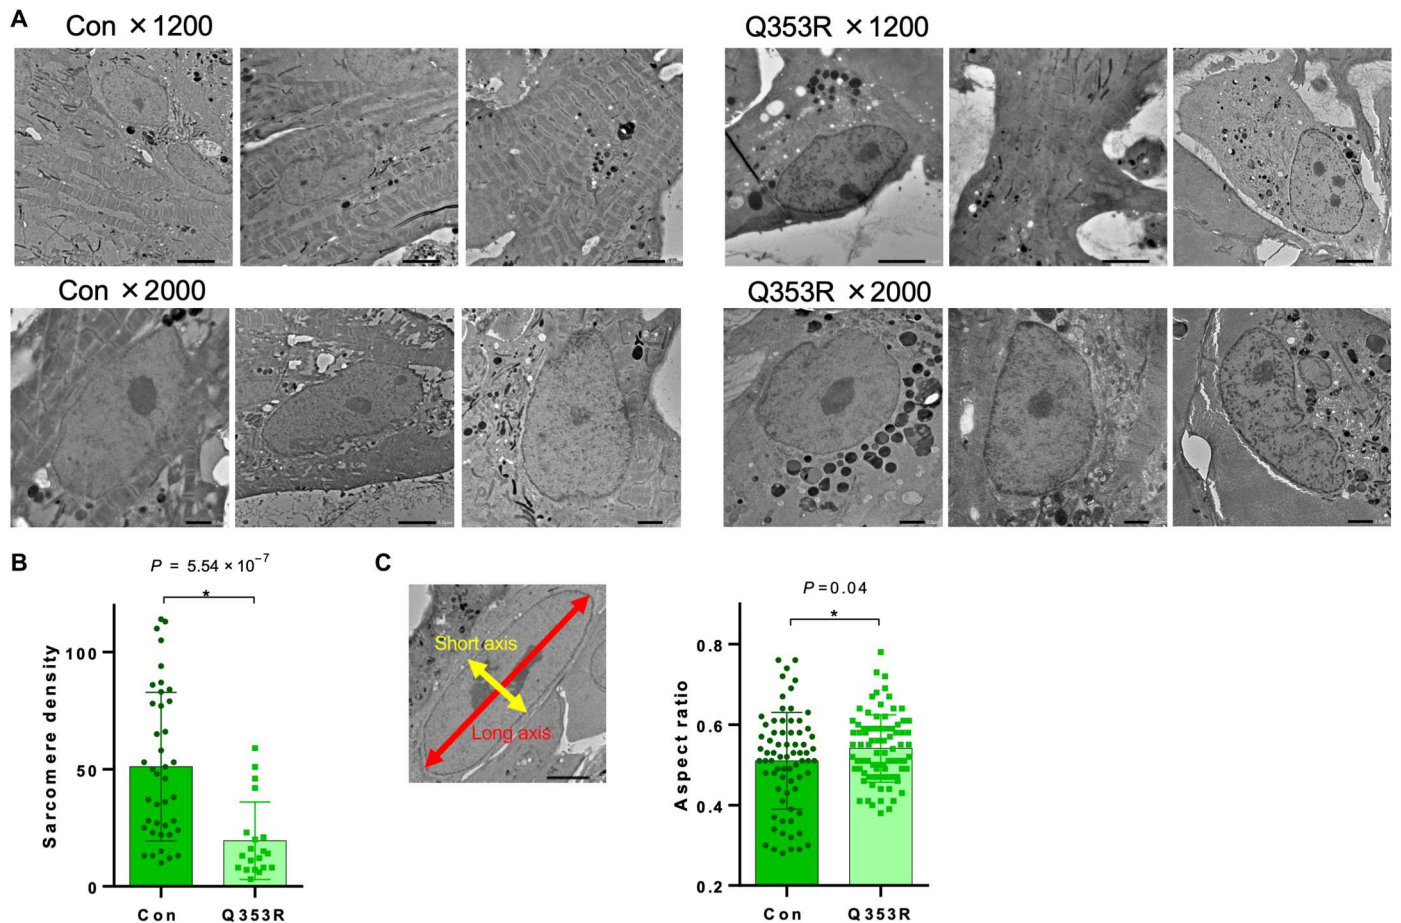 A
Con ×1200
Q353R ×1200
Con ×2000
Q353R ×2000
B
P = 5.54 × 10−7
*
Sarcomere density
100
50
0
Con
Q353R
C
Short axis
Long axis
P=0.04
*
Aspect ratio
0.8
0.6
0.4
0.2
Con
Q353R